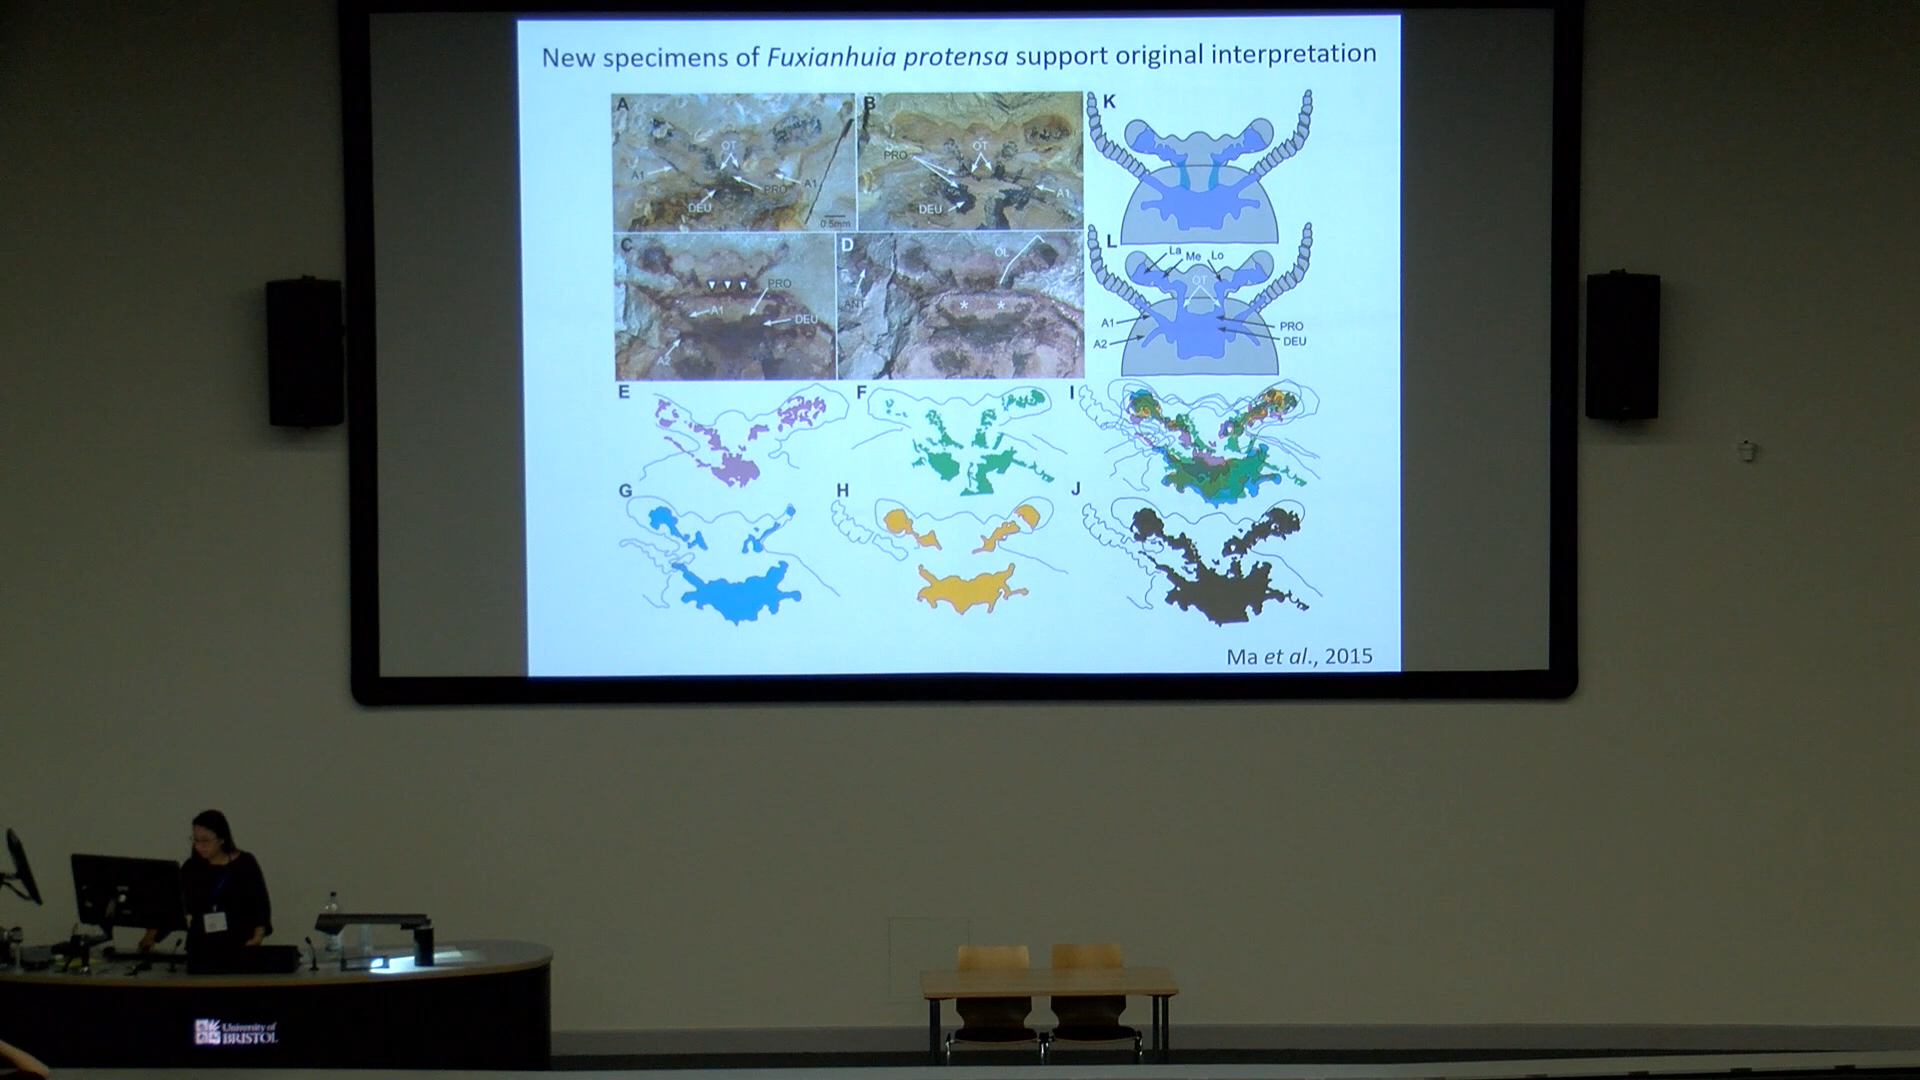 New specimens of Fuxianhuia protensa support original interpretation
A
OT
A1
PRO
A1
DEU
0.5mm
B
OT
PRO
DEU
A1
C
PRO
A1
DEU
A2
D
OL
ANT
* *
K
L
La Me Lo
OT
A1
PRO
A2
DEU
E
F
I
G
H
J
Ma et al., 2015
University of
BRISTOL